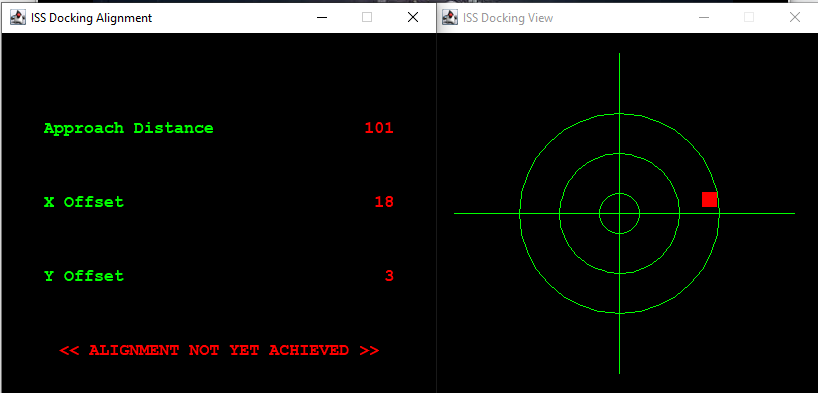 ISS Docking Alignment
ISS Docking View
Approach Distance 101
X Offset 18
Y Offset 3
<< ALIGNMENT NOT YET ACHIEVED >>